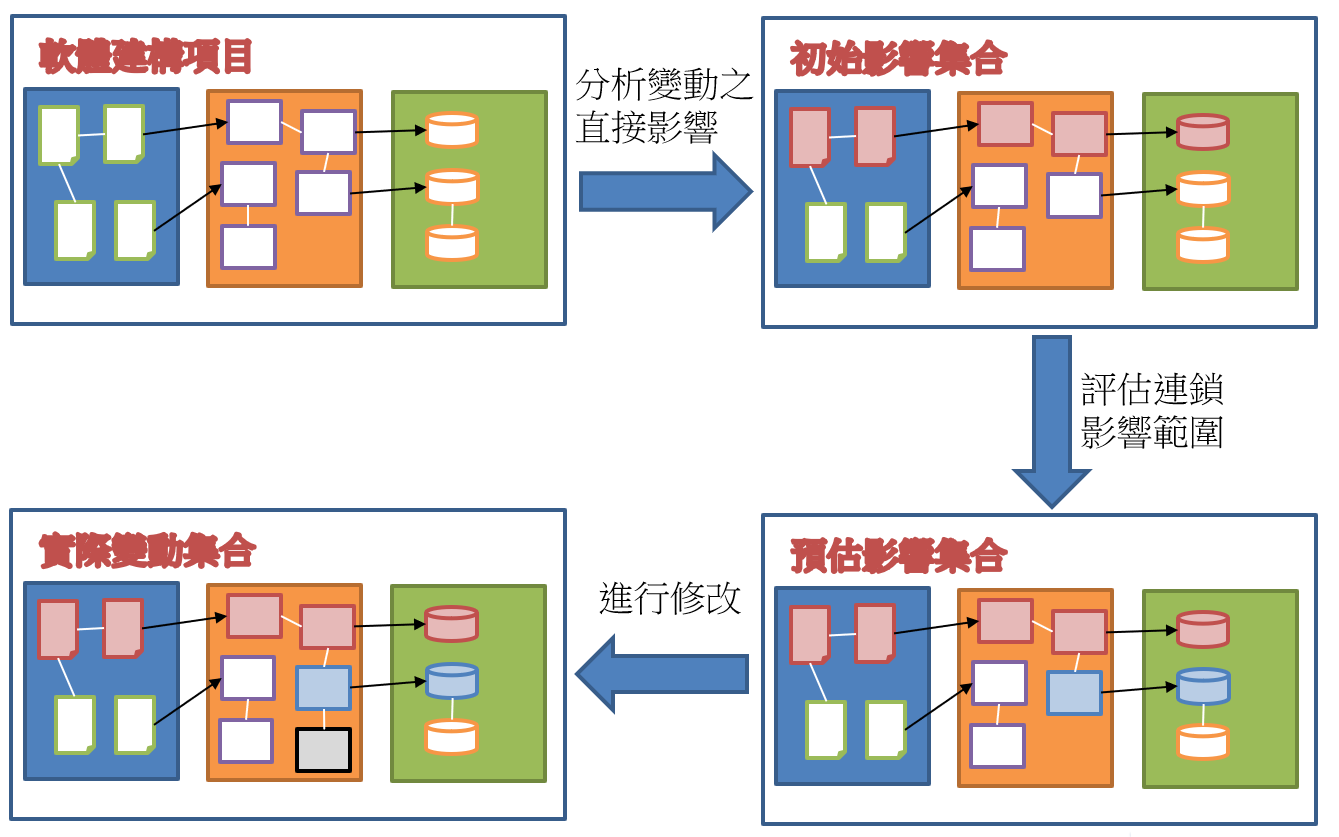 軟體建構項目
分析變動之
直接影響
初始影響集合
評估連鎖
影響範圍
實際變動集合
進行修改
預估影響集合